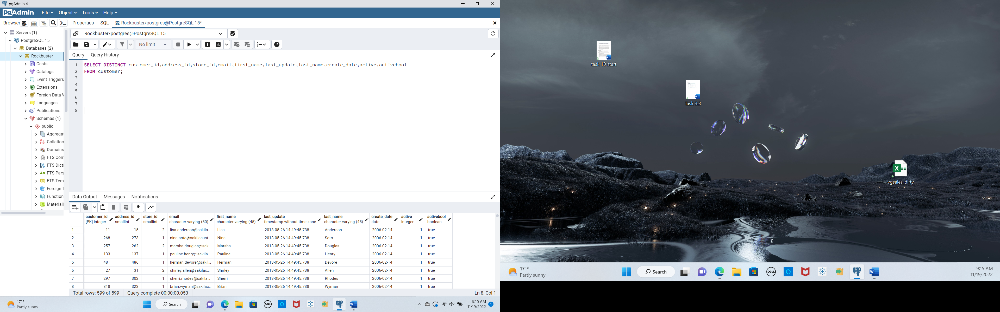 pgAdmin 4
pgAdmin File Object Tools Help
Browser Properties SQL Rockbuster/postgres@PostgreSQL 15*
Servers (1)
PostgreSQL 15
Databases (2)
Rockbuster
Casts
Catalogs
Event Triggers
Extensions
Foreign Data W
Languages
Publications
Schemas (1)
public
Aggrega
Collation
Domains
FTS Con
FTS Dicti
Aa FTS Pars
FTS Tem
Foreign T
Function
Materiali
Rockbuster/postgres@PostgreSQL 15
No limit E
Query Query History
1 SELECT DISTINCT customer_id,address_id,store_id,email,first_name,last_update,last_name,create_date,active,activebool
2 FROM customer;
3
4
5
6
7
8
Data Output Messages Notifications
customer_id address_id store_id email first_name last_update last_name create_date active activebool
[PK] integer smallint smallint character varying (50) character varying (45) timestamp without time zone character varying (45) date integer boolean
1 11 15 2 lisa.anderson@sakila... Lisa 2013-05-26 14:49:45.738 Anderson 2006-02-14 1 true
2 268 273 1 nina.soto@sakilacust... Nina 2013-05-26 14:49:45.738 Soto 2006-02-14 1 true
3 257 262 2 marsha.douglas@sak... Marsha 2013-05-26 14:49:45.738 Douglas 2006-02-14 1 true
4 133 137 1 pauline.henry@sakila... Pauline 2013-05-26 14:49:45.738 Henry 2006-02-14 1 true
5 481 486 1 herman.devore@sakil... Herman 2013-05-26 14:49:45.738 Devore 2006-02-14 1 true
6 27 31 2 shirley.allen@sakilac... Shirley 2013-05-26 14:49:45.738 Allen 2006-02-14 1 true
7 297 302 1 sherri.rhodes@sakila... Sherri 2013-05-26 14:49:45.738 Rhodes 2006-02-14 1 true
8 318 323 1 brian.wyman@sakilac... Brian 2013-05-26 14:49:45.738 Wyman 2006-02-14 1 true
Total rows: 599 of 599 Query complete 00:00:00.053 Ln 8, Col 1
17°F
Partly sunny
Search
DELL
W
9:15 AM
11/19/2022
1
task 10 start
Task 3.3
X
vgsales_dirty
17°F
Partly sunny
Search
DELL
W
9:15 AM
11/19/2022